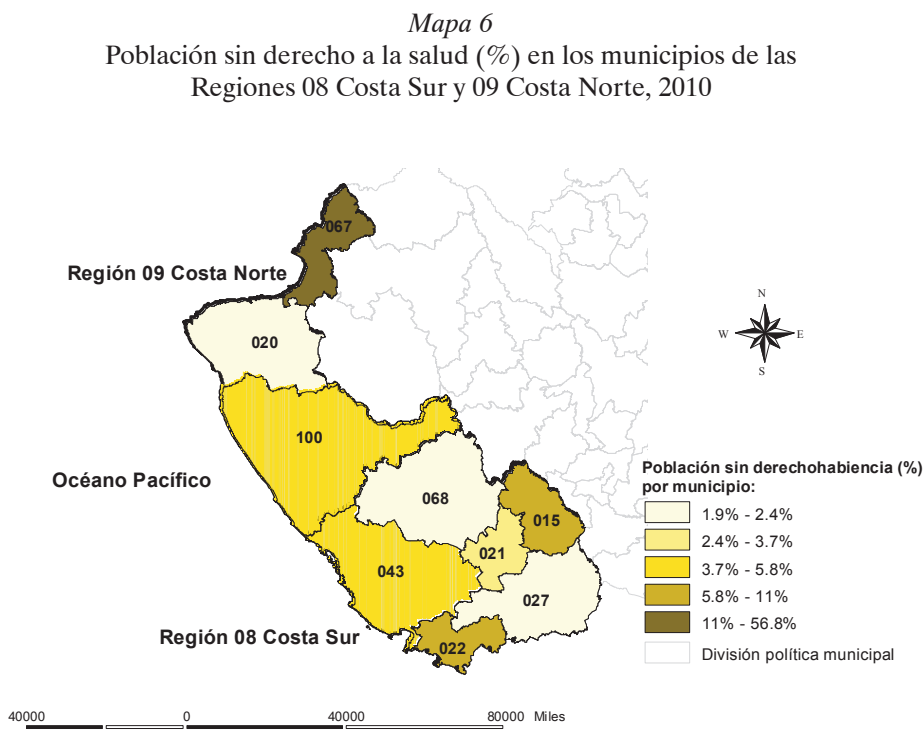 Mapa 6
Población sin derecho a la salud (%) en los municipios de las
Regiones 08 Costa Sur y 09 Costa Norte, 2010
067
Región 09 Costa Norte
020
N
W E
S
100
Océano Pacífico
068
015
021
043
027
Región 08 Costa Sur
022
Población sin derechohabiencia (%)
por municipio:
1.9% - 2.4%
2.4% - 3.7%
3.7% - 5.8%
5.8% - 11%
11% - 56.8%
División política municipal
40000 0 40000 80000 Miles